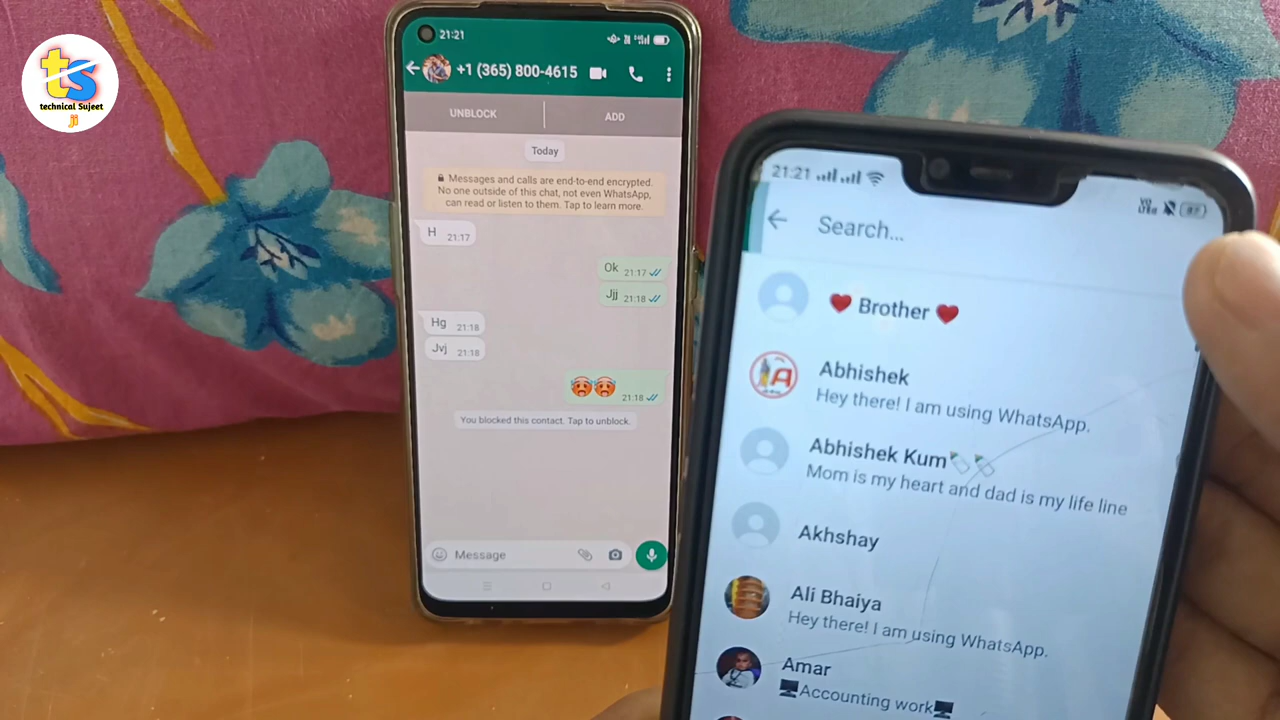 ts
technical Sujeet
ji
21:21
+1 (365) 800-4615
UNBLOCK
ADD
Today
Messages and calls are end-to-end encrypted.
No one outside of this chat, not even WhatsApp,
can read or listen to them. Tap to learn more.
H 21:17
Ok 21:17
Jjj 21:18
Hg 21:18
Jvj 21:18
🥵🥵 21:18
You blocked this contact. Tap to unblock.
Message
21:21
87
Search...
❤️ Brother ❤️
Abhishek
Hey there! I am using WhatsApp.
Abhishek Kum🍾🍾
Mom is my heart and dad is my life line
Akhshay
Ali Bhaiya
Hey there! I am using WhatsApp.
Amar
🖥️Accounting work🖥️